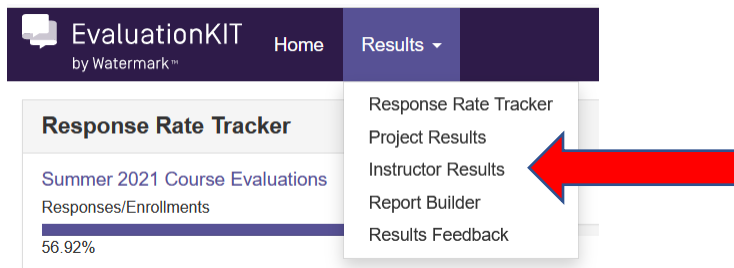 EvaluationKIT
by Watermark™
Home
Results
Response Rate Tracker
Project Results
Instructor Results
Report Builder
Results Feedback
Response Rate Tracker
Summer 2021 Course Evaluations
Responses/Enrollments
56.92%